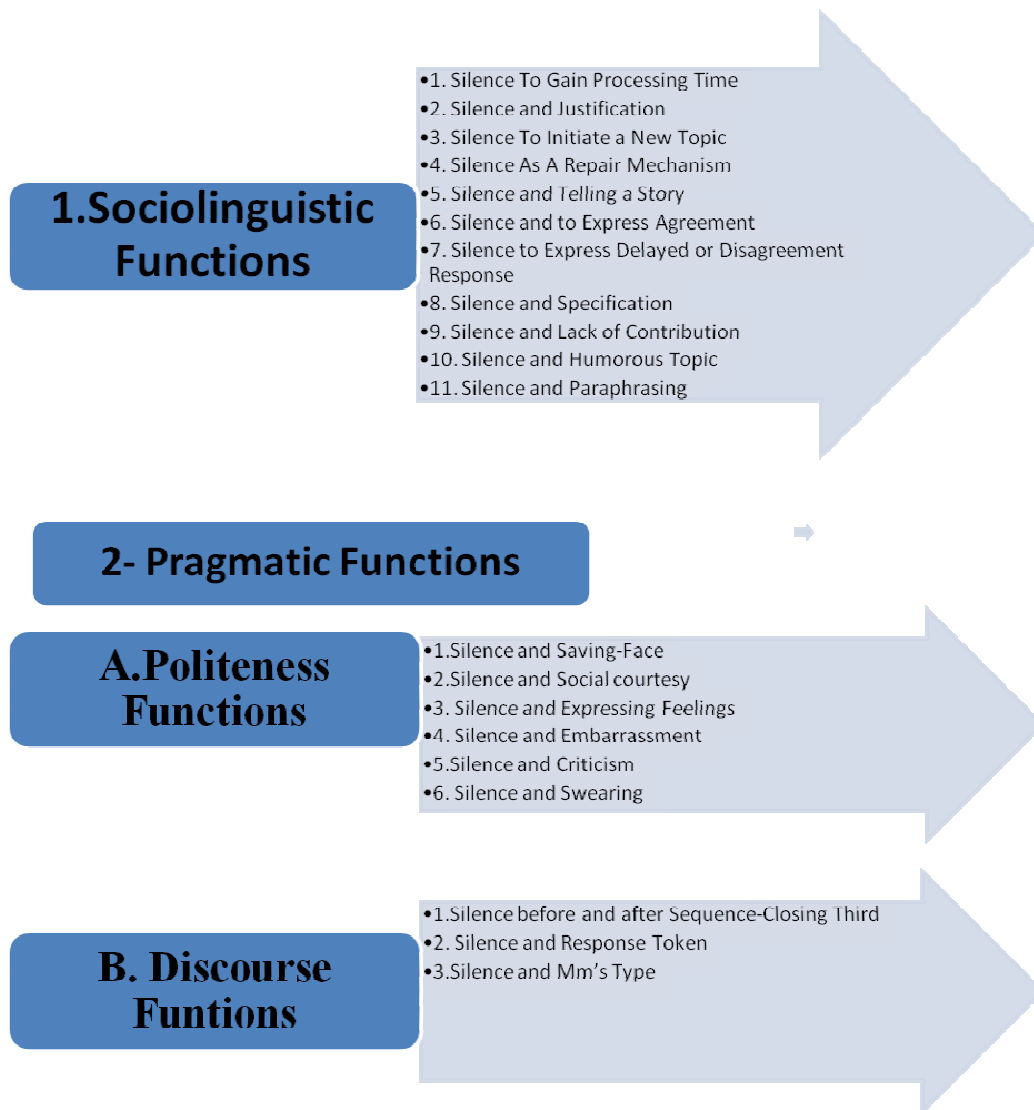 1.Sociolinguistic
Functions
•1. Silence To Gain Processing Time
•2. Silence and Justification
•3. Silence To Initiate a New Topic
•4. Silence As A Repair Mechanism
•5. Silence and Telling a Story
•6. Silence and to Express Agreement
•7. Silence to Express Delayed or Disagreement
Response
•8. Silence and Specification
•9. Silence and Lack of Contribution
•10. Silence and Humorous Topic
•11. Silence and Paraphrasing
2- Pragmatic Functions
A.Politeness
Functions
•1.Silence and Saving-Face
•2.Silence and Social courtesy
•3. Silence and Expressing Feelings
•4. Silence and Embarrassment
•5.Silence and Criticism
•6. Silence and Swearing
B. Discourse
Funtions
•1.Silence before and after Sequence-Closing Third
•2. Silence and Response Token
•3.Silence and Mm’s Type